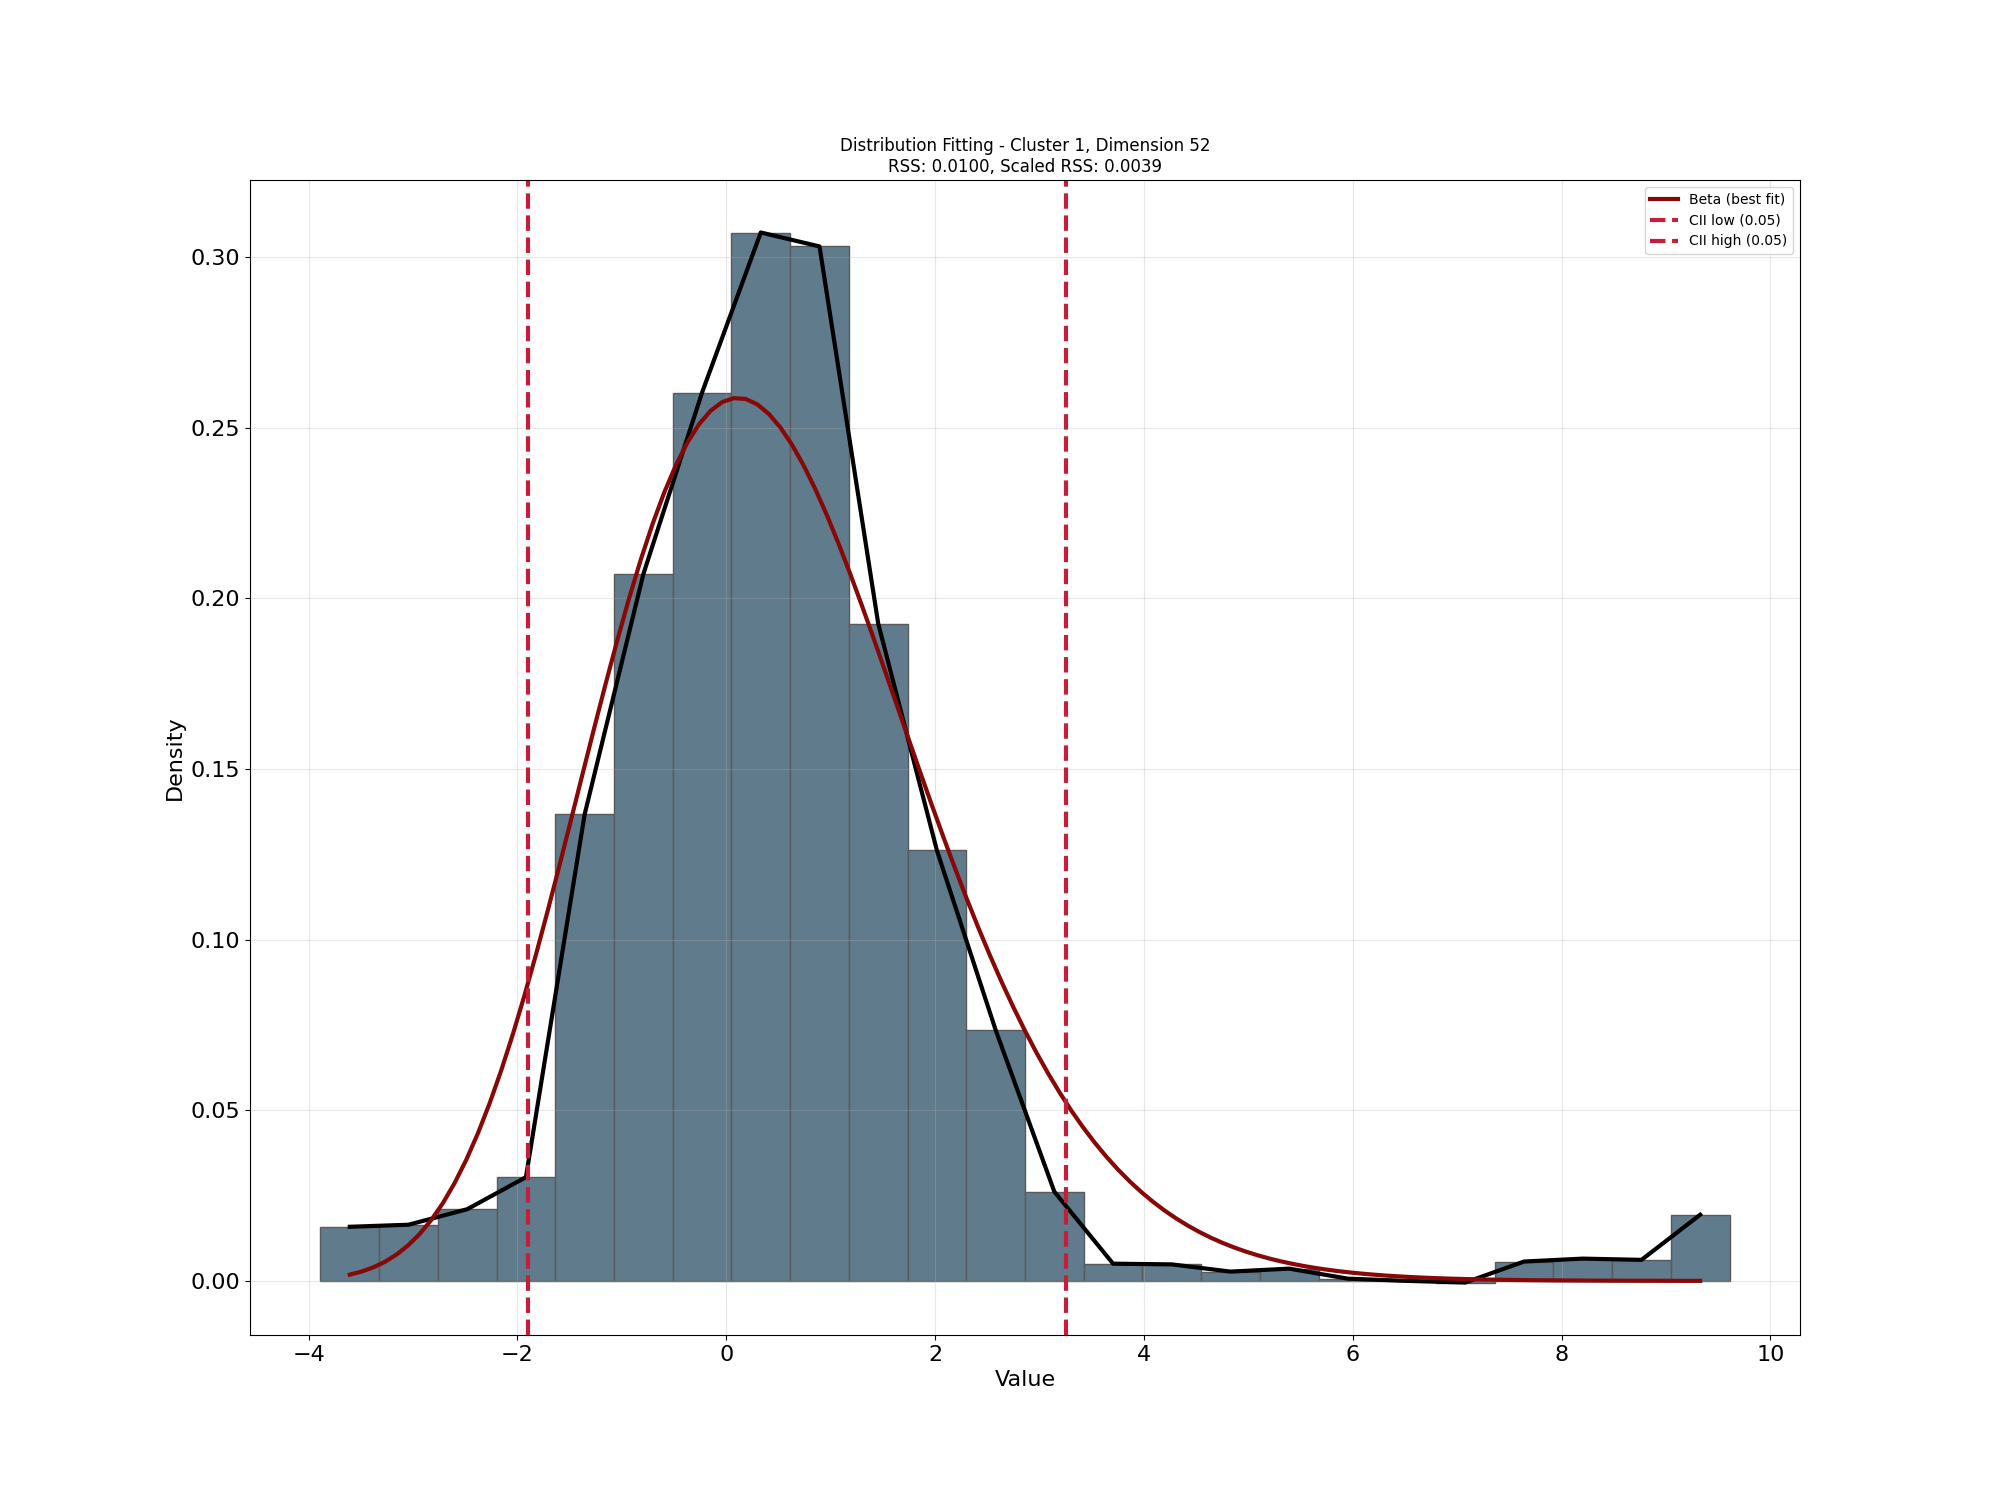 Distribution Fitting - Cluster 1, Dimension 52
RSS: 0.0100, Scaled RSS: 0.0039
Beta (best fit)
CII low (0.05)
CII high (0.05)
0.30
0.25
0.20
0.15
0.10
0.05
0.00
Density
−4 −2 0 2 4 6 8 10
Value